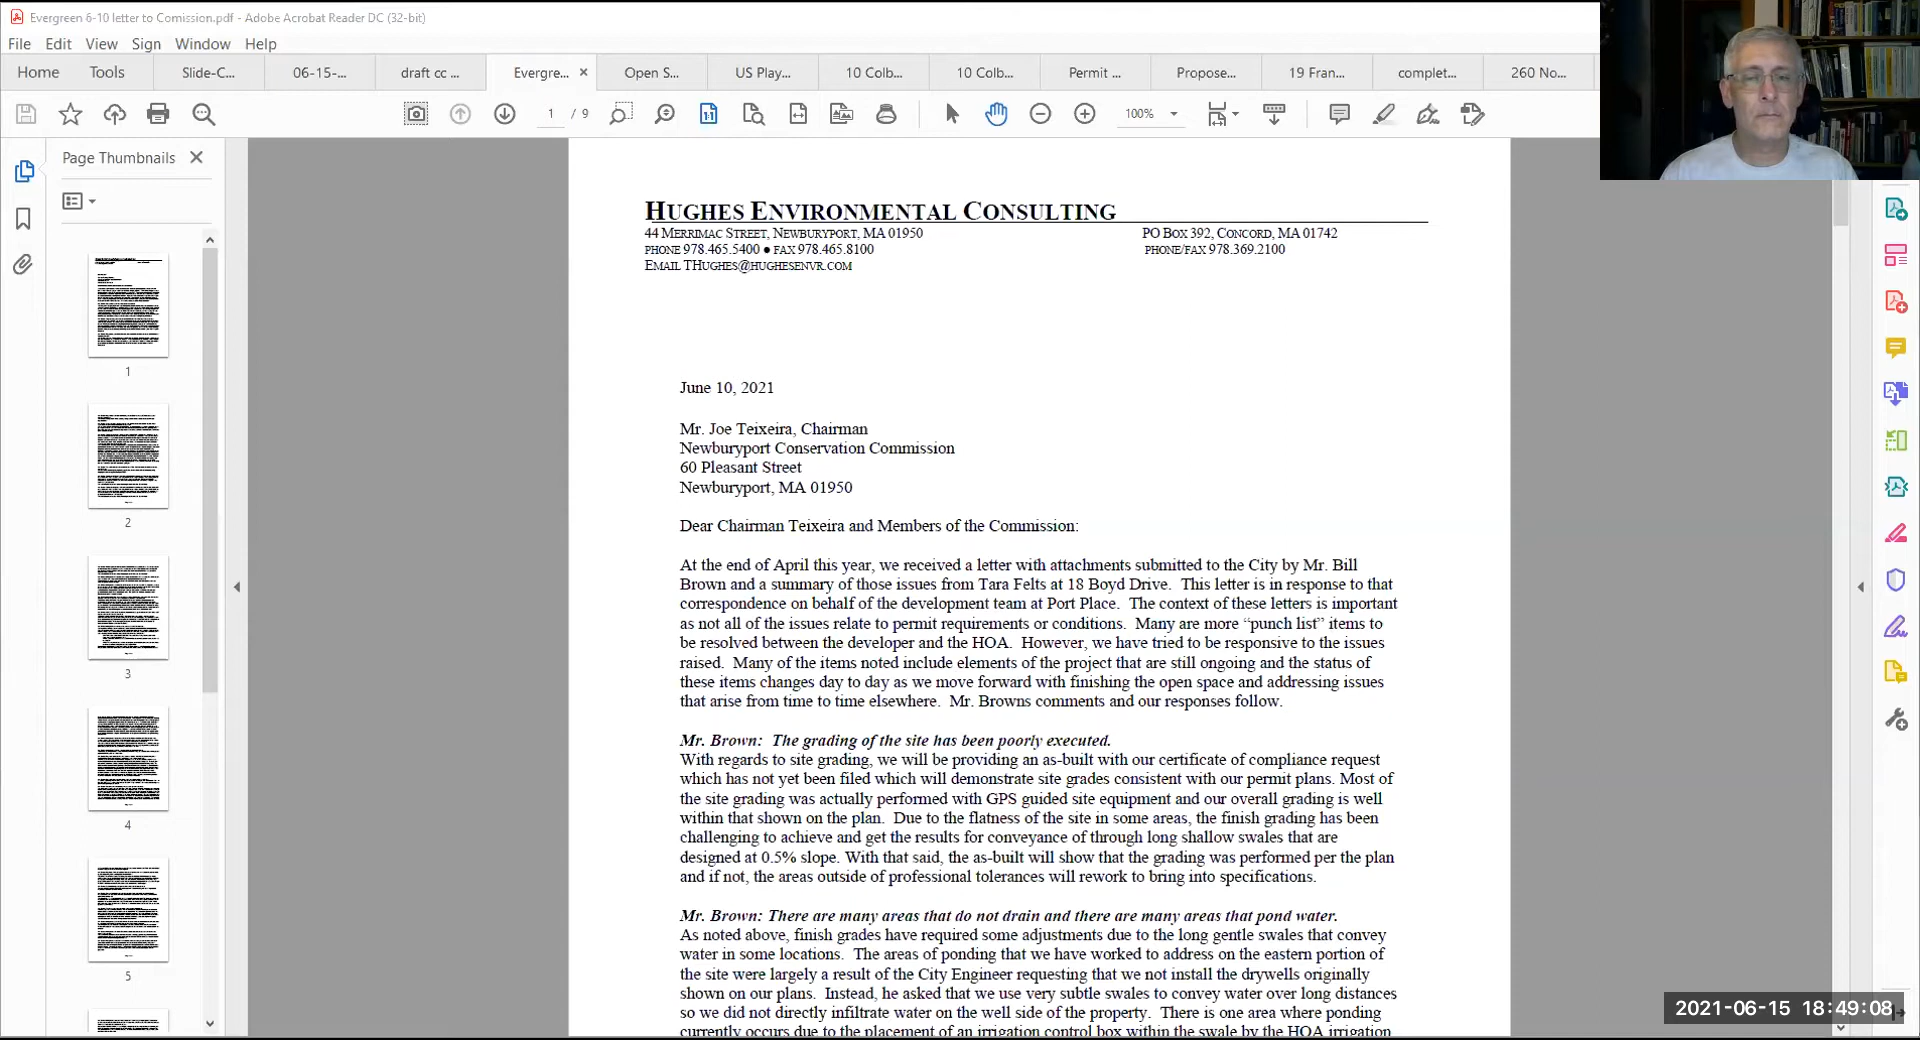 Evergreen 6-10 letter to Comission.pdf - Adobe Acrobat Reader DC (32-bit)
File Edit View Sign Window Help
Home Tools Slide-C... 06-15-... draft cc ... Evergre... Open S... US Play... 10 Colb... 10 Colb... Permit ... Propose... 19 Fran... complet... 260 No...
1 / 9 100%
Page Thumbnails
1
2
3
4
5
HUGHES ENVIRONMENTAL CONSULTING
44 MERRIMAC STREET, NEWBURYPORT, MA 01950 PO BOX 392, CONCORD, MA 01742
PHONE 978.465.5400 ● FAX 978.465.8100 PHONE/FAX 978.369.2100
EMAIL THUGHES@HUGHESENVR.COM
June 10, 2021
Mr. Joe Teixeira, Chairman
Newburyport Conservation Commission
60 Pleasant Street
Newburyport, MA 01950
Dear Chairman Teixeira and Members of the Commission:
At the end of April this year, we received a letter with attachments submitted to the City by Mr. Bill
Brown and a summary of those issues from Tara Felts at 18 Boyd Drive. This letter is in response to that
correspondence on behalf of the development team at Port Place. The context of these letters is important
as not all of the issues relate to permit requirements or conditions. Many are more “punch list” items to
be resolved between the developer and the HOA. However, we have tried to be responsive to the issues
raised. Many of the items noted include elements of the project that are still ongoing and the status of
these items changes day to day as we move forward with finishing the open space and addressing issues
that arise from time to time elsewhere. Mr. Browns comments and our responses follow.
Mr. Brown: The grading of the site has been poorly executed.
With regards to site grading, we will be providing an as-built with our certificate of compliance request
which has not yet been filed which will demonstrate site grades consistent with our permit plans. Most of
the site grading was actually performed with GPS guided site equipment and our overall grading is well
within that shown on the plan. Due to the flatness of the site in some areas, the finish grading has been
challenging to achieve and get the results for conveyance of through long shallow swales that are
designed at 0.5% slope. With that said, the as-built will show that the grading was performed per the plan
and if not, the areas outside of professional tolerances will rework to bring into specifications.
Mr. Brown: There are many areas that do not drain and there are many areas that pond water.
As noted above, finish grades have required some adjustments due to the long gentle swales that convey
water in some locations. The areas of ponding that we have worked to address on the eastern portion of
the site were largely a result of the City Engineer requesting that we not install the drywells originally
shown on our plans. Instead, he asked that we use very subtle swales to convey water over long distances
so we did not directly infiltrate water on the well side of the property. There is one area where ponding
currently occurs due to the placement of an irrigation control box within the swale by the HOA irrigation
2021-06-15 18:49:08